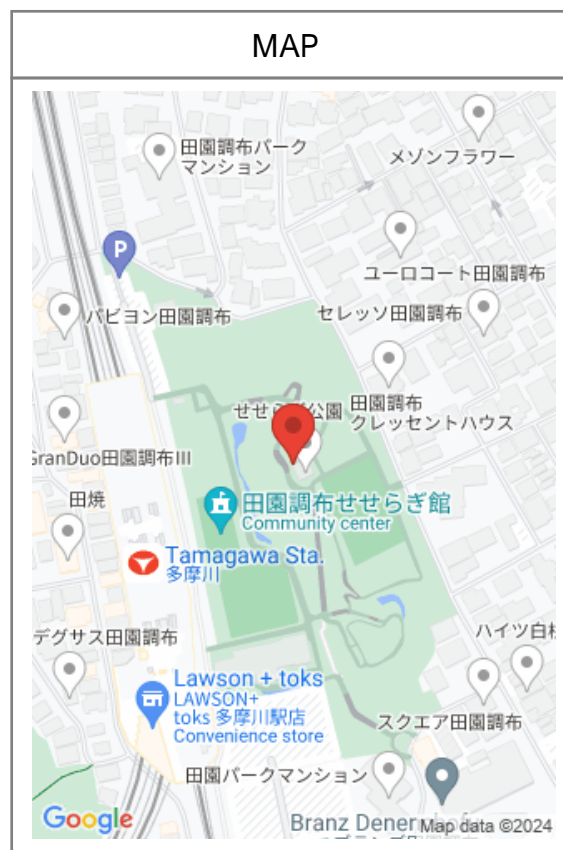 MAP
田園調布パーク
マンション
メゾンフラワー
P
ユーロコート田園調布
パピヨン田園調布
セレッソ田園調布
田園調布
クレッセントハウス
GranDuo田園調布III
田焼
田園調布せせらぎ館
Community center
Tamagawa Sta.
多摩川
デグサス田園調布
ハイツ白
Lawson + toks
LAWSON+
toks 多摩川駅店
Convenience store
スクエア田園調布
田園パークマンション
Google
Branz
Map data ©2024